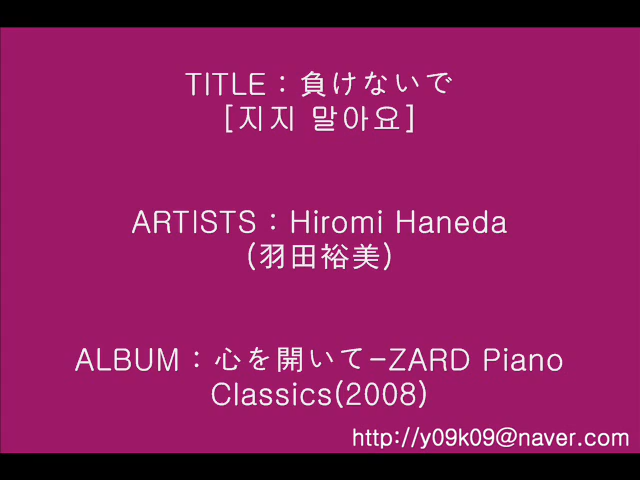 TITLE : 負けないで
[지지 말아요]
ARTISTS : Hiromi Haneda
(羽田裕美)
ALBUM : 心を開いて-ZARD Piano
Classics(2008)
http://y09k09@naver.com